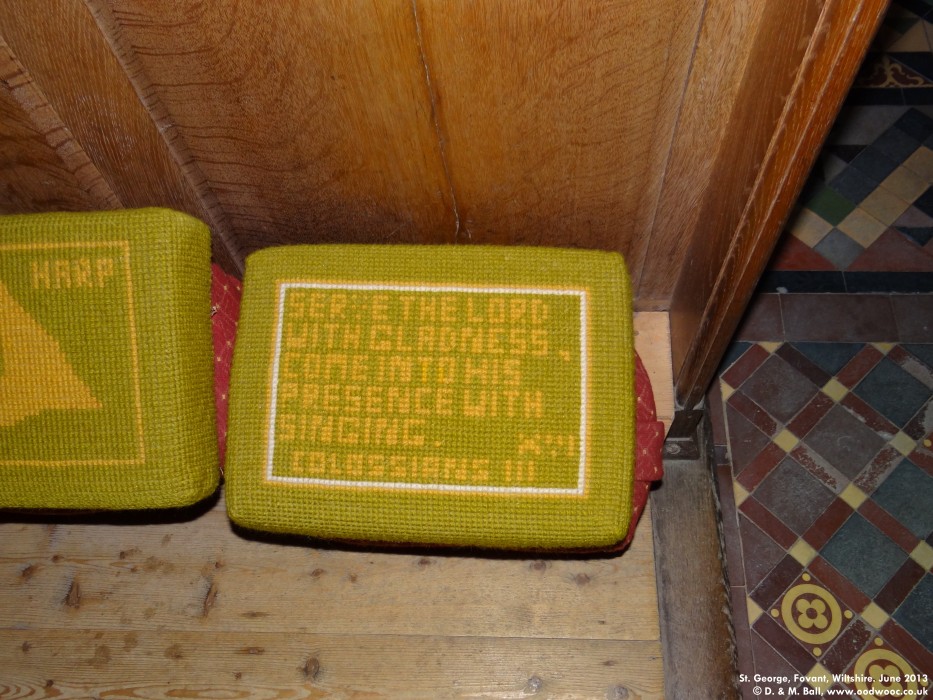 HARP
SERVE THE LORD
WITH GLADNESS,
COME INTO HIS
PRESENCE WITH
SINGING.
COLOSSIANS III
St. George, Fovant, Wiltshire. June 2013
© D. & M. Ball, www.oodwooc.co.uk